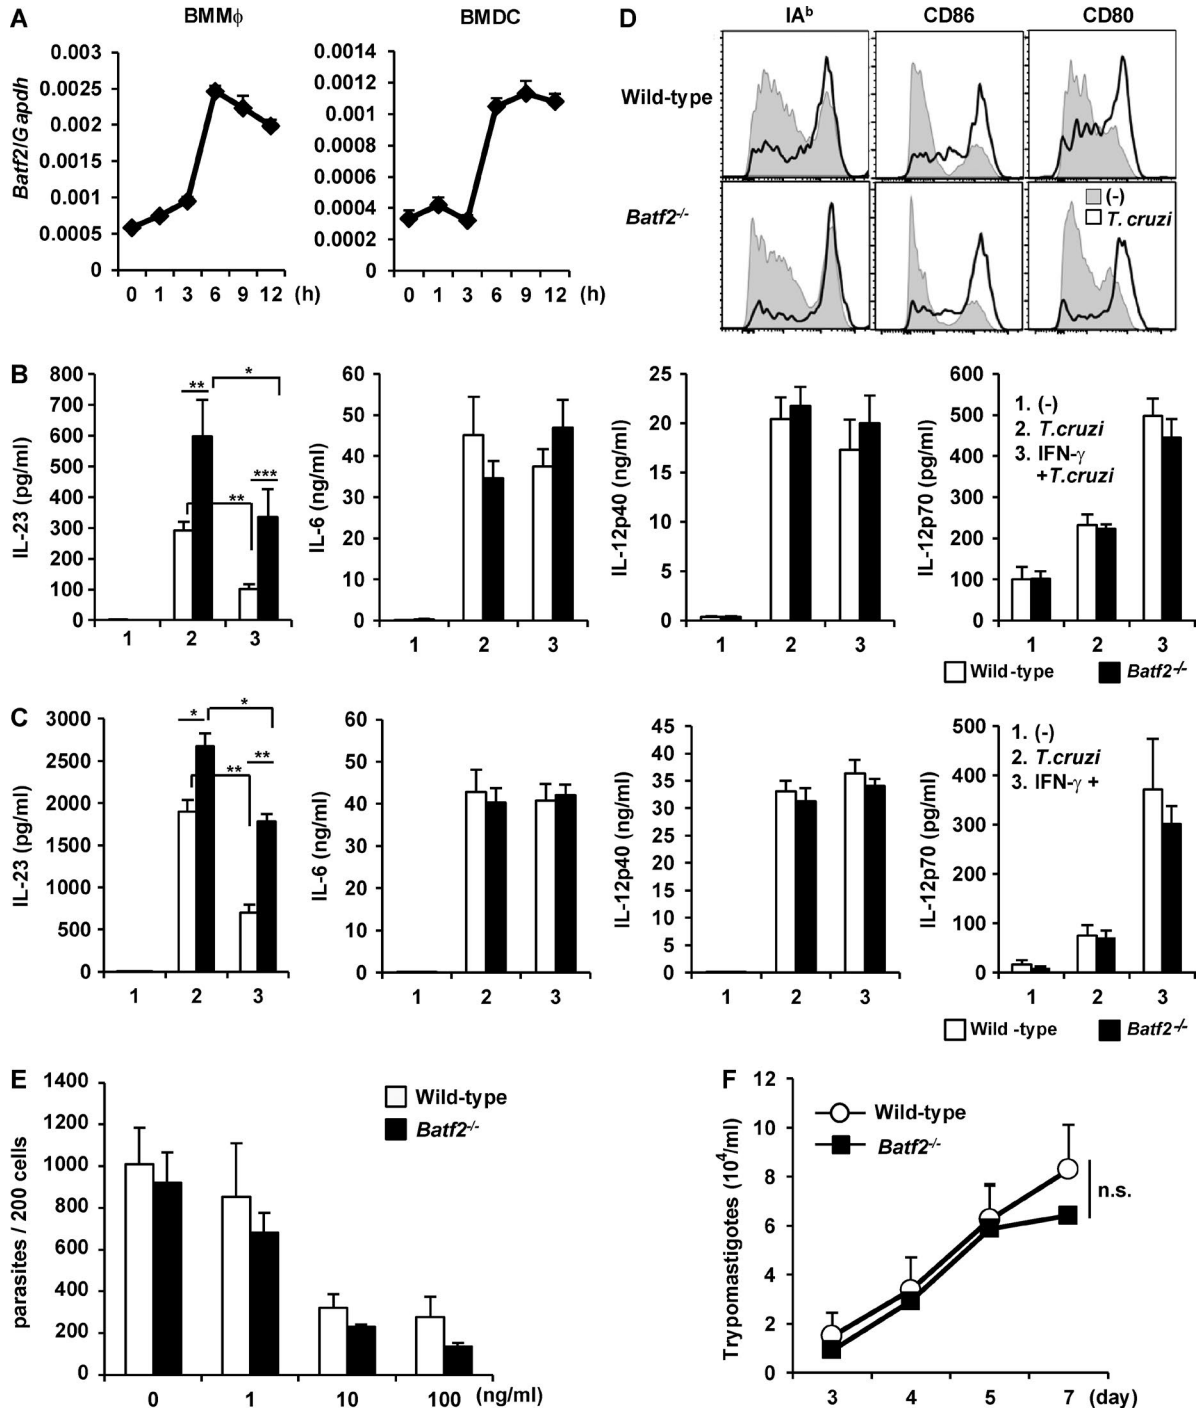 A
BMMϕ
BMDC
Batf2/Gapdh
0.003
0.0025
0.002
0.0015
0.001
0.0005
0
0 1 3 6 9 12 (h)
0.0014
0.0012
0.001
0.0008
0.0006
0.0004
0.0002
0
0 1 3 6 9 12 (h)
D
IAᵇ CD86 CD80
Wild-type
Batf2-/-
(-)
T. cruzi
B
IL-23 (pg/ml)
800
700
600
500
400
300
200
100
0
** *
***
**
1 2 3
IL-6 (ng/ml)
60
50
40
30
20
10
0
1 2 3
IL-12p40 (ng/ml)
25
20
15
10
5
0
1 2 3
IL-12p70 (pg/ml)
600
500
400
300
200
100
0
1. (-)
2. T.cruzi
3. IFN-γ
+T.cruzi
1 2 3
Wild-type Batf2-/-
C
IL-23 (pg/ml)
3000
2500
2000
1500
1000
500
0
* *
**
**
1 2 3
IL-6 (ng/ml)
60
50
40
30
20
10
0
1 2 3
IL-12p40 (ng/ml)
45
40
35
30
25
20
15
10
5
0
1 2 3
IL-12p70 (pg/ml)
500
400
300
200
100
0
1. (-)
2. T.cruzi
3. IFN-γ +
1 2 3
Wild -type Batf2-/-
E
parasites / 200 cells
1400
1200
1000
800
600
400
200
0
Wild-type
Batf2-/-
0 1 10 100 (ng/ml)
F
Trypomastigotes (10⁴/ml)
12
10
8
6
4
2
0
Wild-type
Batf2-/-
n.s.
3 4 5 7 (day)